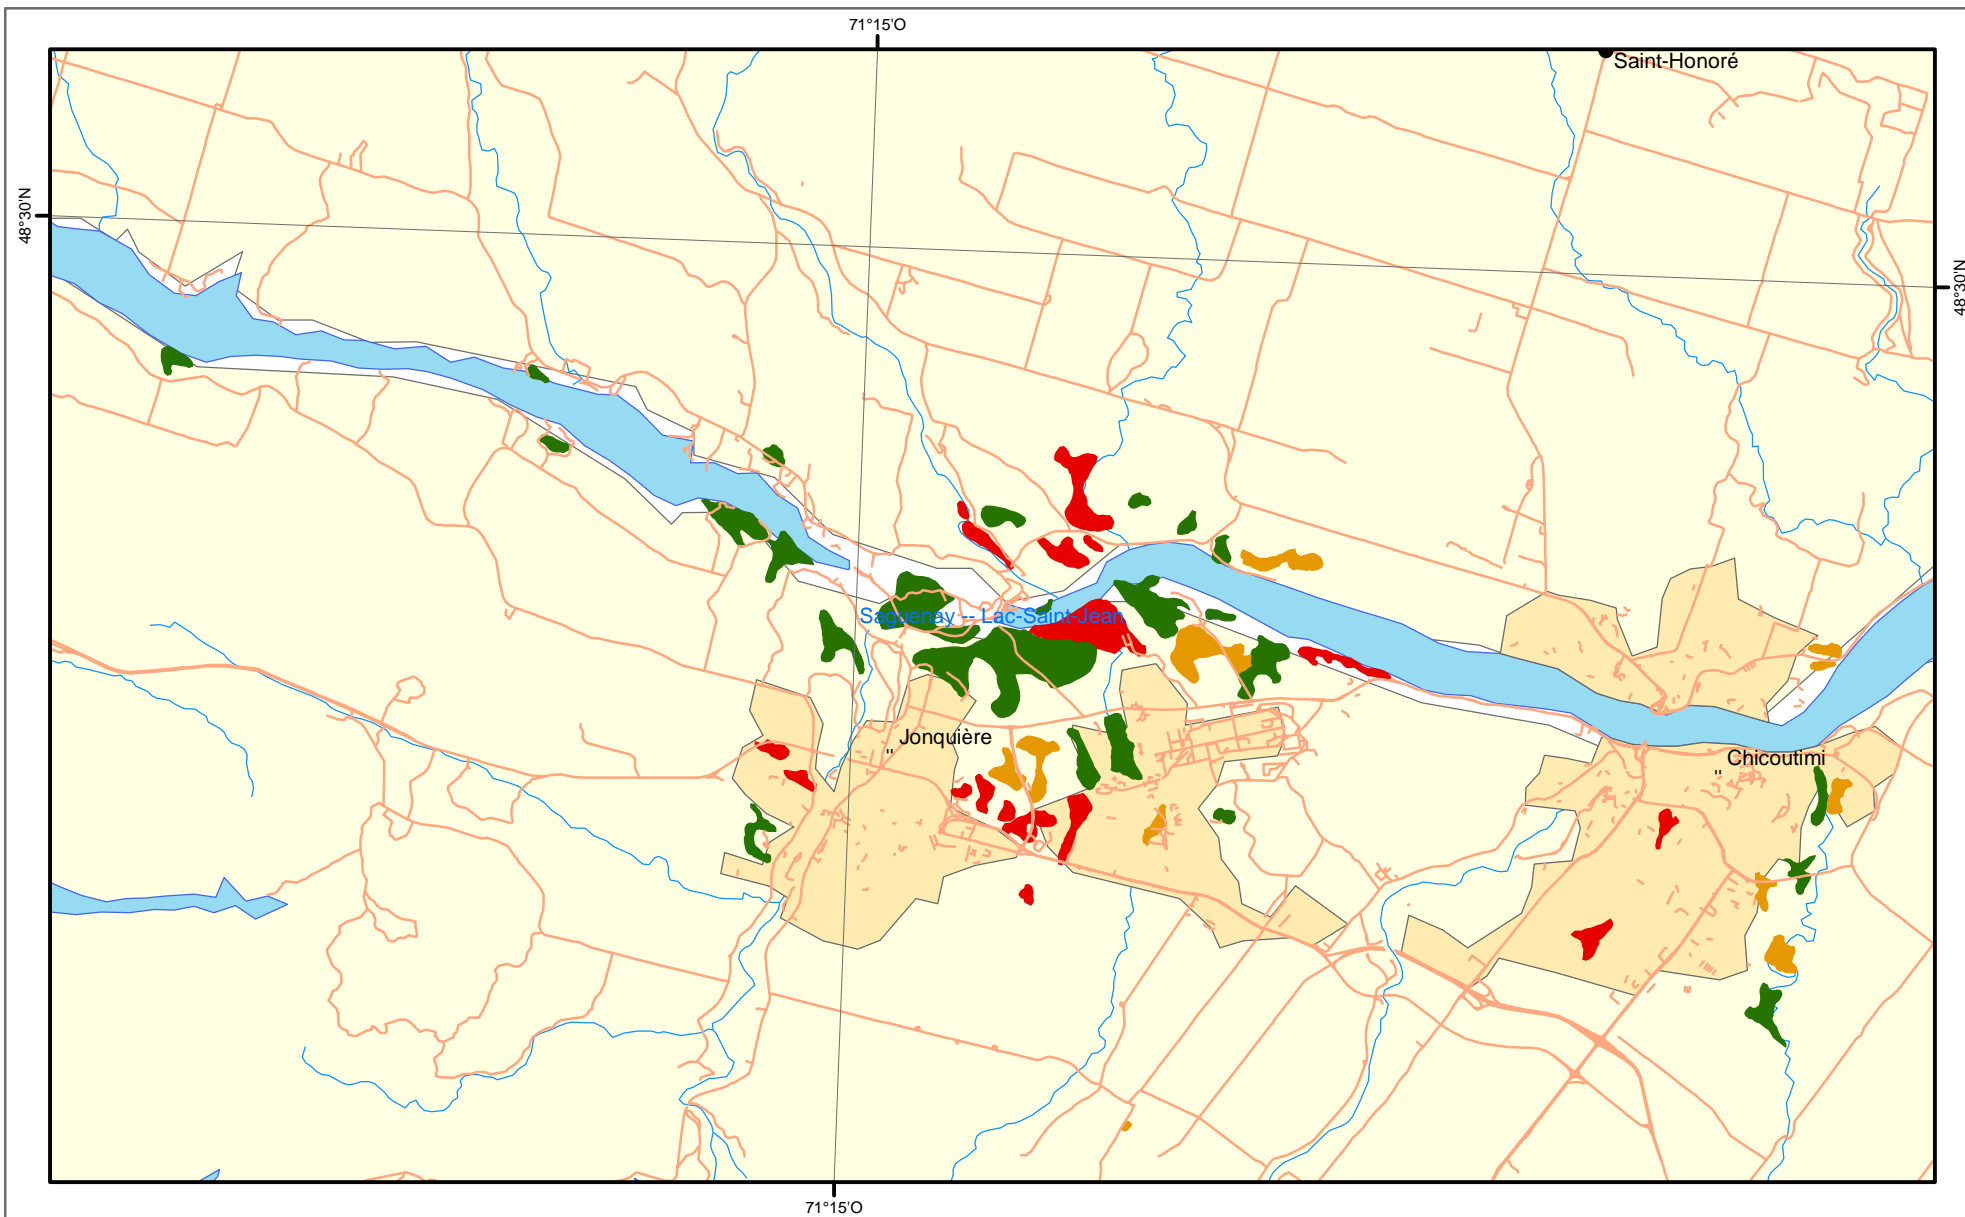 71°15'O
Saint-Honoré
48°30'N
48°30'N
Saguenay -- Lac-Saint-Jean
Jonquière
Chicoutimi
71°15'O